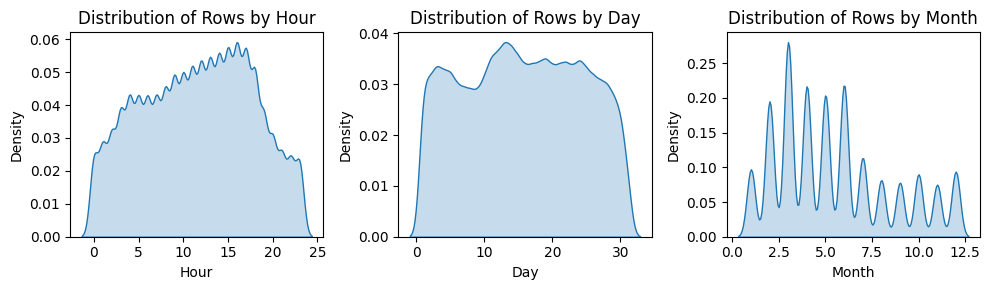 Distribution of Rows by Hour
0.06
0.05
0.04
0.03
0.02
0.01
0.00
Density
0 5 10 15 20 25
Hour
Distribution of Rows by Day
0.04
0.03
0.02
0.01
0.00
Density
0 10 20 30
Day
Distribution of Rows by Month
0.25
0.20
0.15
0.10
0.05
0.00
Density
0.0 2.5 5.0 7.5 10.0 12.5
Month